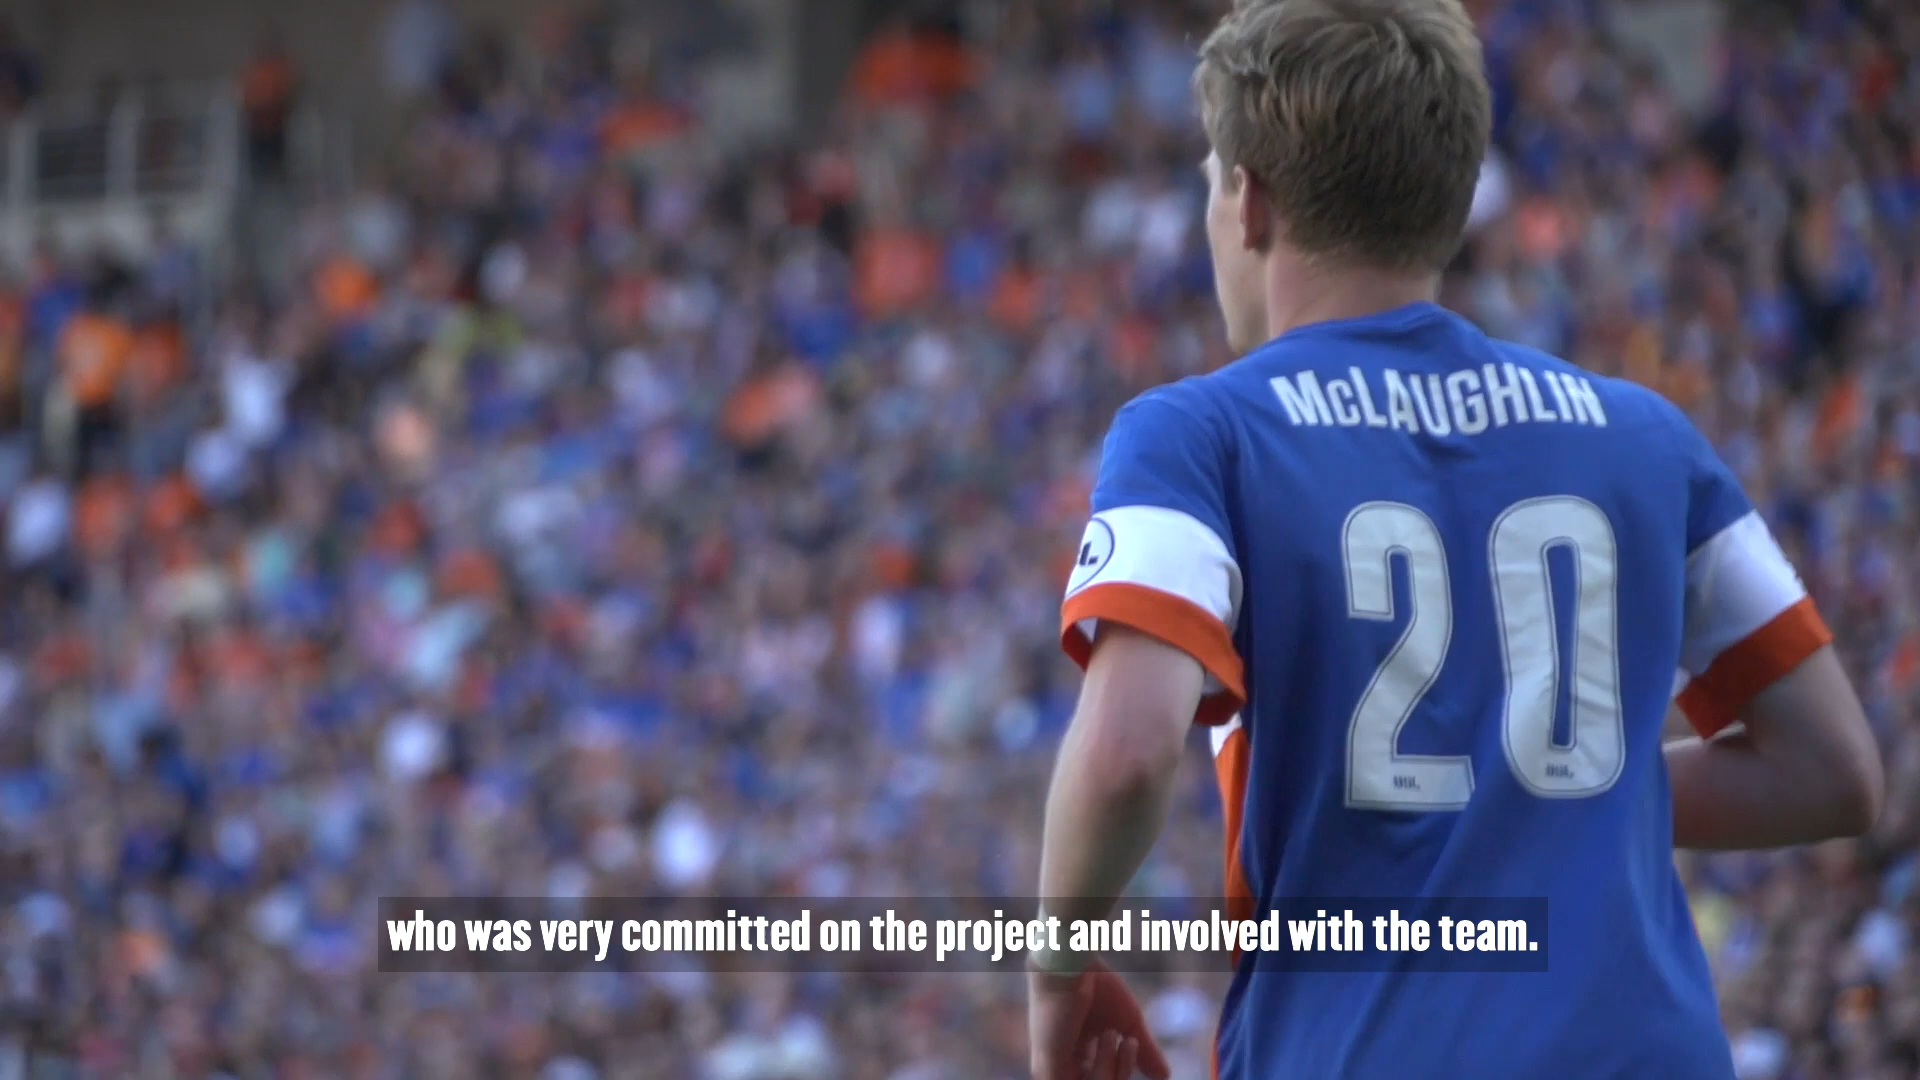 McLAUGHLIN
20
who was very committed on the project and involved with the team.